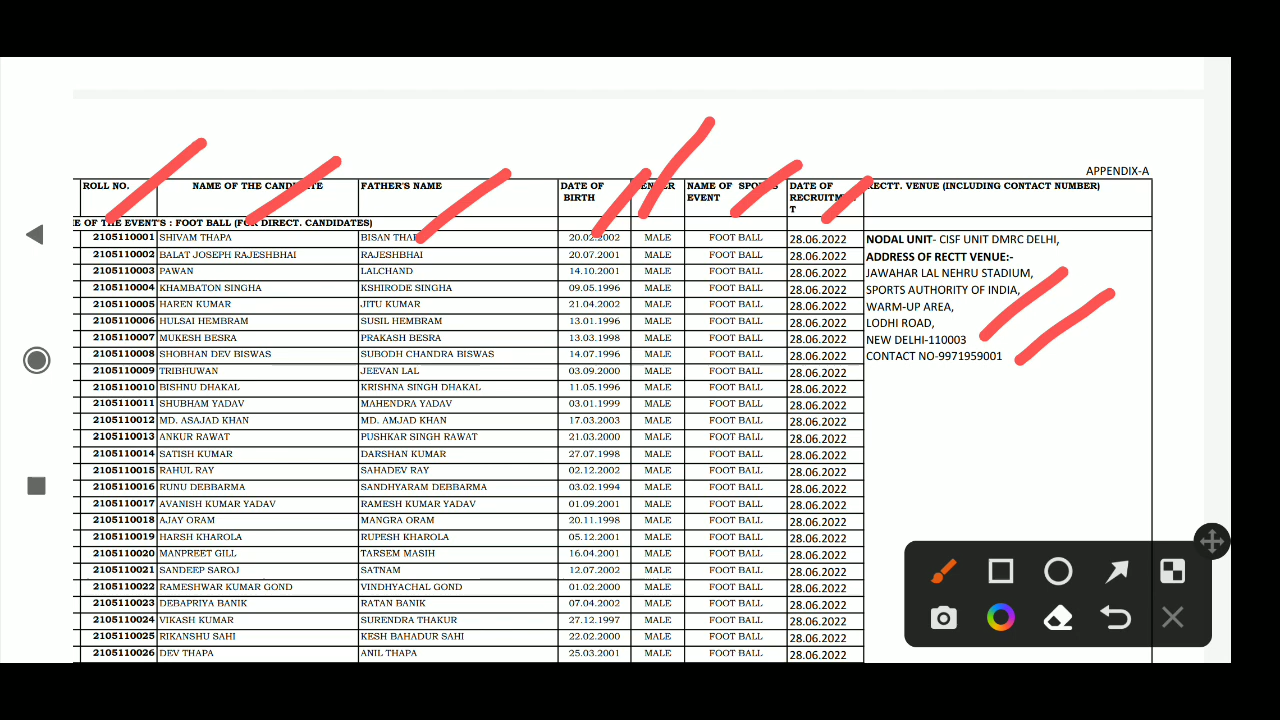 APPENDIX-A
ROLL NO. NAME OF THE CANDIDATE FATHER'S NAME DATE OF BIRTH GENDER NAME OF SPORTS EVENT DATE OF RECRUITMENT RECTT. VENUE (INCLUDING CONTACT NUMBER)
E OF THE EVENT'S : FOOT BALL (FOR DIRECT. CANDIDATES)
2105110001 SHIVAM THAPA BISAN THAPA 20.02.2002 MALE FOOT BALL 28.06.2022 NODAL UNIT- CISF UNIT DMRC DELHI,
2105110002 BALAT JOSEPH RAJESHBHAI RAJESHBHAI 20.07.2001 MALE FOOT BALL 28.06.2022 ADDRESS OF RECTT VENUE:-
2105110003 PAWAN LALCHAND 14.10.2001 MALE FOOT BALL 28.06.2022 JAWAHAR LAL NEHRU STADIUM,
2105110004 KHAMBATON SINGHA KSHIRODE SINGHA 09.05.1996 MALE FOOT BALL 28.06.2022 SPORTS AUTHORITY OF INDIA,
2105110005 HAREN KUMAR JITU KUMAR 21.04.2002 MALE FOOT BALL 28.06.2022 WARM-UP AREA,
2105110006 HULSAI HEMBRAM SUSIL HEMBRAM 13.01.1996 MALE FOOT BALL 28.06.2022 LODHI ROAD,
2105110007 MUKESH BESRA PRAKASH BESRA 13.03.1998 MALE FOOT BALL 28.06.2022 NEW DELHI-110003
2105110008 SHOBHAN DEV BISWAS SUBODH CHANDRA BISWAS 14.07.1996 MALE FOOT BALL 28.06.2022 CONTACT NO-9971959001
2105110009 TRIBHUWAN JEEVAN LAL 03.09.2000 MALE FOOT BALL 28.06.2022
2105110010 BISHNU DHAKAL KRISHNA SINGH DHAKAL 11.05.1996 MALE FOOT BALL 28.06.2022
2105110011 SHUBHAM YADAV MAHENDRA YADAV 03.01.1999 MALE FOOT BALL 28.06.2022
2105110012 MD. ASAJAD KHAN MD. AMJAD KHAN 17.03.2003 MALE FOOT BALL 28.06.2022
2105110013 ANKUR RAWAT PUSHKAR SINGH RAWAT 21.03.2000 MALE FOOT BALL 28.06.2022
2105110014 SATISH KUMAR DARSHAN KUMAR 27.07.1998 MALE FOOT BALL 28.06.2022
2105110015 RAHUL RAY SAHADEV RAY 02.12.2002 MALE FOOT BALL 28.06.2022
2105110016 RUNU DEBBARMA SANDHYARAM DEBBARMA 03.02.1994 MALE FOOT BALL 28.06.2022
2105110017 AVANISH KUMAR YADAV RAMESH KUMAR YADAV 01.09.2001 MALE FOOT BALL 28.06.2022
2105110018 AJAY ORAM MANGRA ORAM 20.11.1998 MALE FOOT BALL 28.06.2022
2105110019 HARSH KHAROLA RUPESH KHAROLA 05.12.2001 MALE FOOT BALL 28.06.2022
2105110020 MANPREET GILL TARSEM MASIH 16.04.2001 MALE FOOT BALL 28.06.2022
2105110021 SANDEEP SAROJ SATNAM 12.07.2002 MALE FOOT BALL 28.06.2022
2105110022 RAMESHWAR KUMAR GOND VINDHYACHAL GOND 01.02.2000 MALE FOOT BALL 28.06.2022
2105110023 DEBAPRIYA BANIK RATAN BANIK 07.04.2002 MALE FOOT BALL 28.06.2022
2105110024 VIKASH KUMAR SURENDRA THAKUR 27.12.1997 MALE FOOT BALL 28.06.2022
2105110025 RIKANSHU SAHI KESH BAHADUR SAHI 22.02.2000 MALE FOOT BALL 28.06.2022
2105110026 DEV THAPA ANIL THAPA 25.03.2001 MALE FOOT BALL 28.06.2022